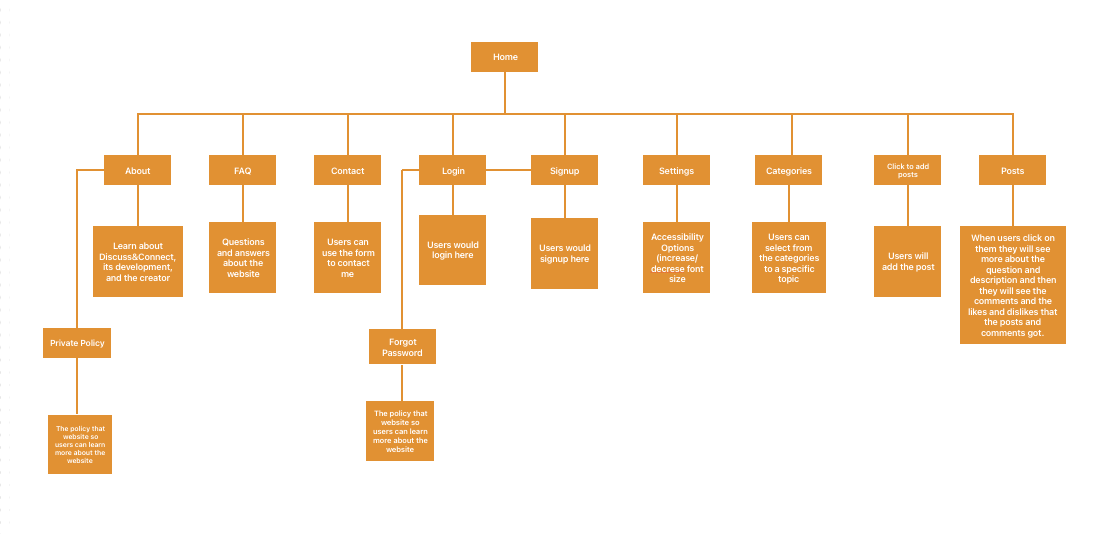 Home
About
FAQ
Contact
Login
Signup
Settings
Categories
Click to add
posts
Posts
Learn about
Discuss&Connect,
its development,
and the creator
Questions
and answers
about the
website
Users can
use the form
to contact
me
Users would
login here
Users would
signup here
Accessibility
Options
(increase/
decrese font
size
Users can
select from
the categories
to a specific
topic
Users will
add the post
When users click on
them they will see
more about the
question and
description and then
they will see the
comments and the
likes and dislikes that
the posts and
comments got.
Private Policy
Forgot
Password
The policy that
website so
users can learn
more about the
website
The policy that
website so
users can learn
more about the
website